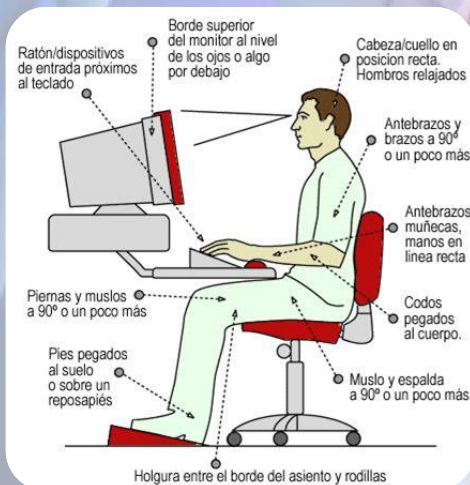 Borde superior
del monitor al nivel
de los ojos o algo
por debajo
Ratón/dispositivos
de entrada próximos
al teclado
Cabeza/cuello en
posicion recta.
Hombros relajados
Antebrazos y
brazos a 90º
o un poco más
Antebrazos
muñecas,
manos en
linea recta
Codos
pegados
al cuerpo.
Piernas y muslos
a 90º o un poco más
Pies pegados
al suelo
o sobre un
reposapiés
Muslo y espalda
a 90º o un poco más
Holgura entre el borde del asiento y rodillas